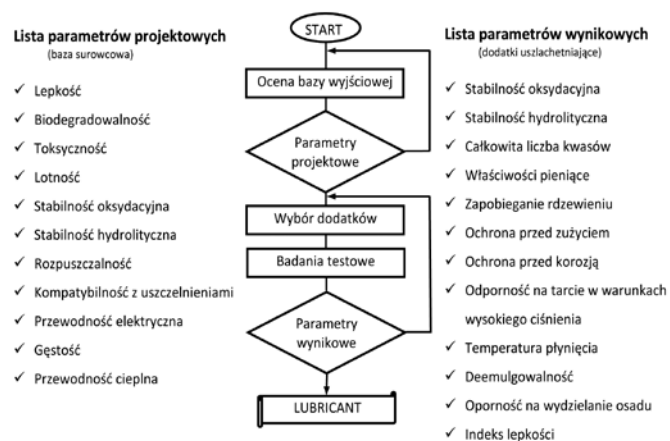 Lista parametrów projektowych
(baza surowcowa)
✓ Lepkość
✓ Biodegradowalność
✓ Toksyczność
✓ Lotność
✓ Stabilność oksydacyjna
✓ Stabilność hydrolityczna
✓ Rozpuszczalność
✓ Kompatybilność z uszczelnieniami
✓ Przewodność elektryczna
✓ Gęstość
✓ Przewodność cieplna
START
Ocena bazy wyjściowej
Parametry
projektowe
Wybór dodatków
Badania testowe
Parametry
wynikowe
LUBRICANT
Lista parametrów wynikowych
(dodatki uszlachetniające)
✓ Stabilność oksydacyjna
✓ Stabilność hydrolityczna
✓ Całkowita liczba kwasów
✓ Właściwości pieniące
✓ Zapobieganie rdzewieniu
✓ Ochrona przed zużyciem
✓ Ochrona przed korozją
✓ Odporność na tarcie w warunkach
wysokiego ciśnienia
✓ Temperatura płynięcia
✓ Deemulgowalność
✓ Oporność na wydzielanie osadu
✓ Indeks lepkości